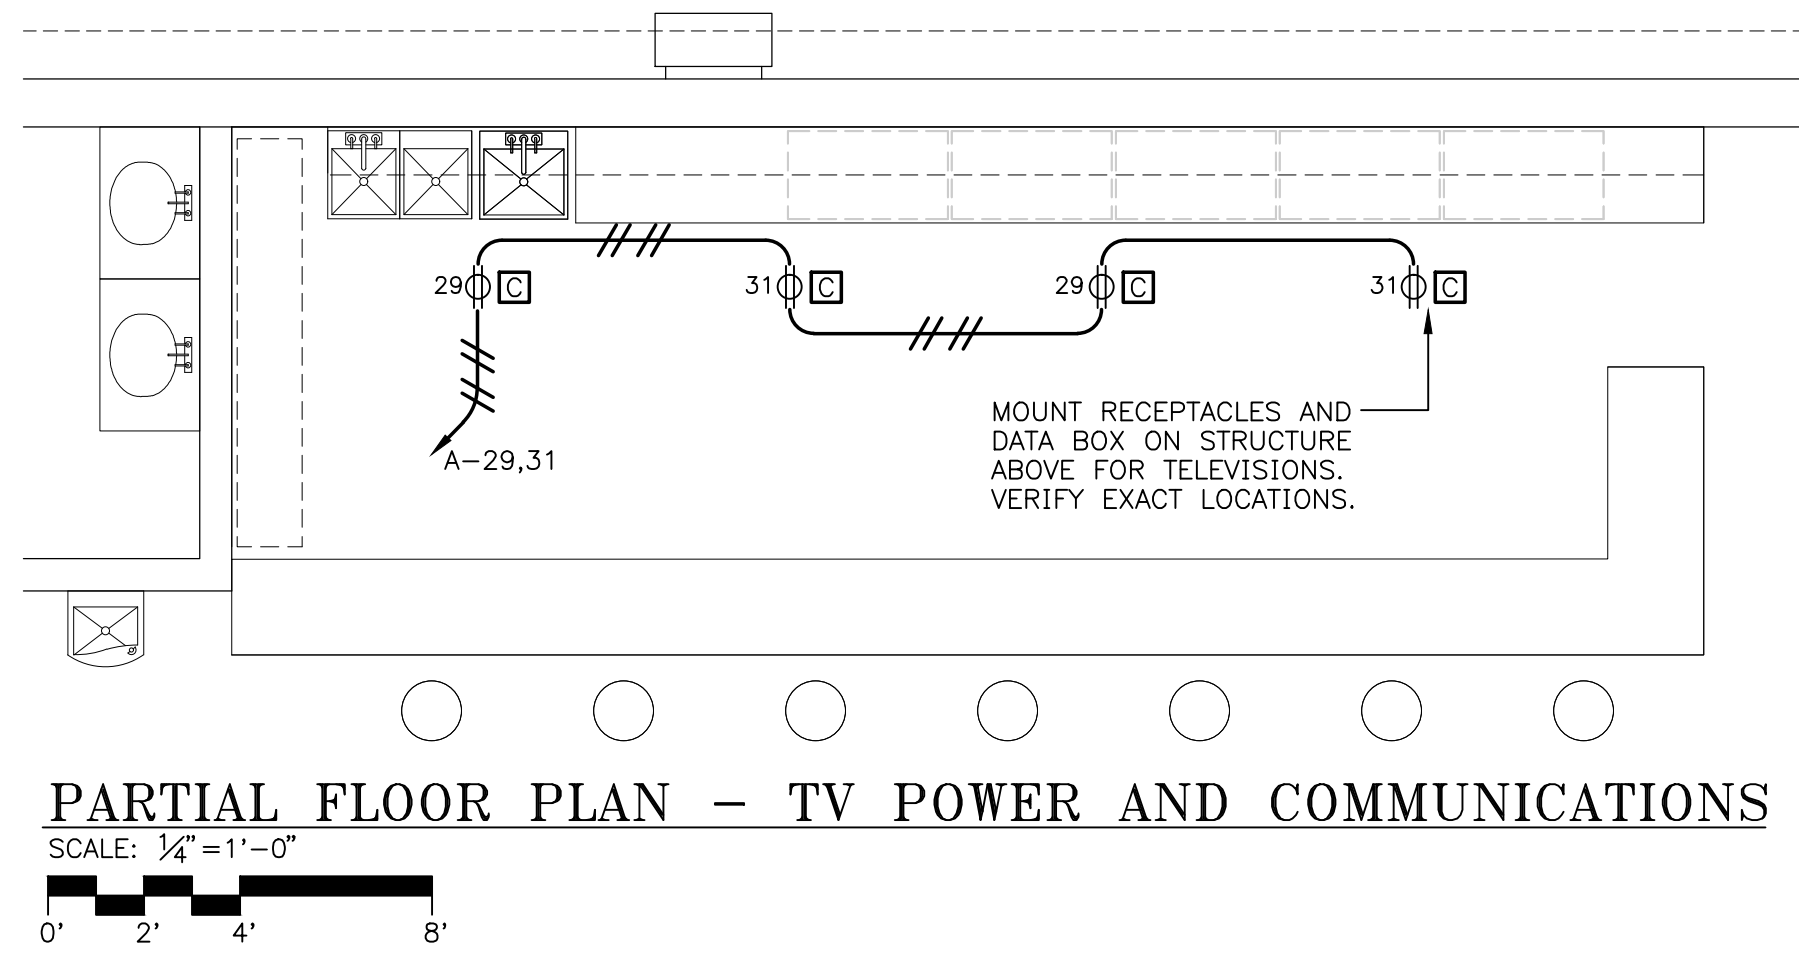 29 C 31 C 29 C 31 C
A-29,31
MOUNT RECEPTACLES AND
DATA BOX ON STRUCTURE
ABOVE FOR TELEVISIONS.
VERIFY EXACT LOCATIONS.
PARTIAL FLOOR PLAN - TV POWER AND COMMUNICATIONS
SCALE: 1/4"=1'-0"
0' 2' 4' 8'